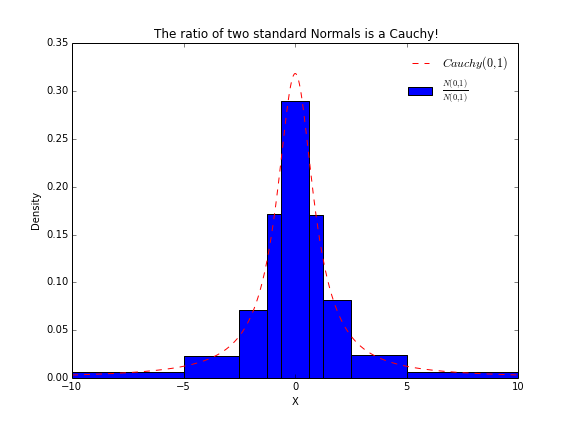 The ratio of two standard Normals is a Cauchy!
Cauchy(0,1)
N(0,1)
N(0,1)
0.35
0.30
0.25
0.20
0.15
0.10
0.05
0.00
Density
−10
−5
0
5
10
X